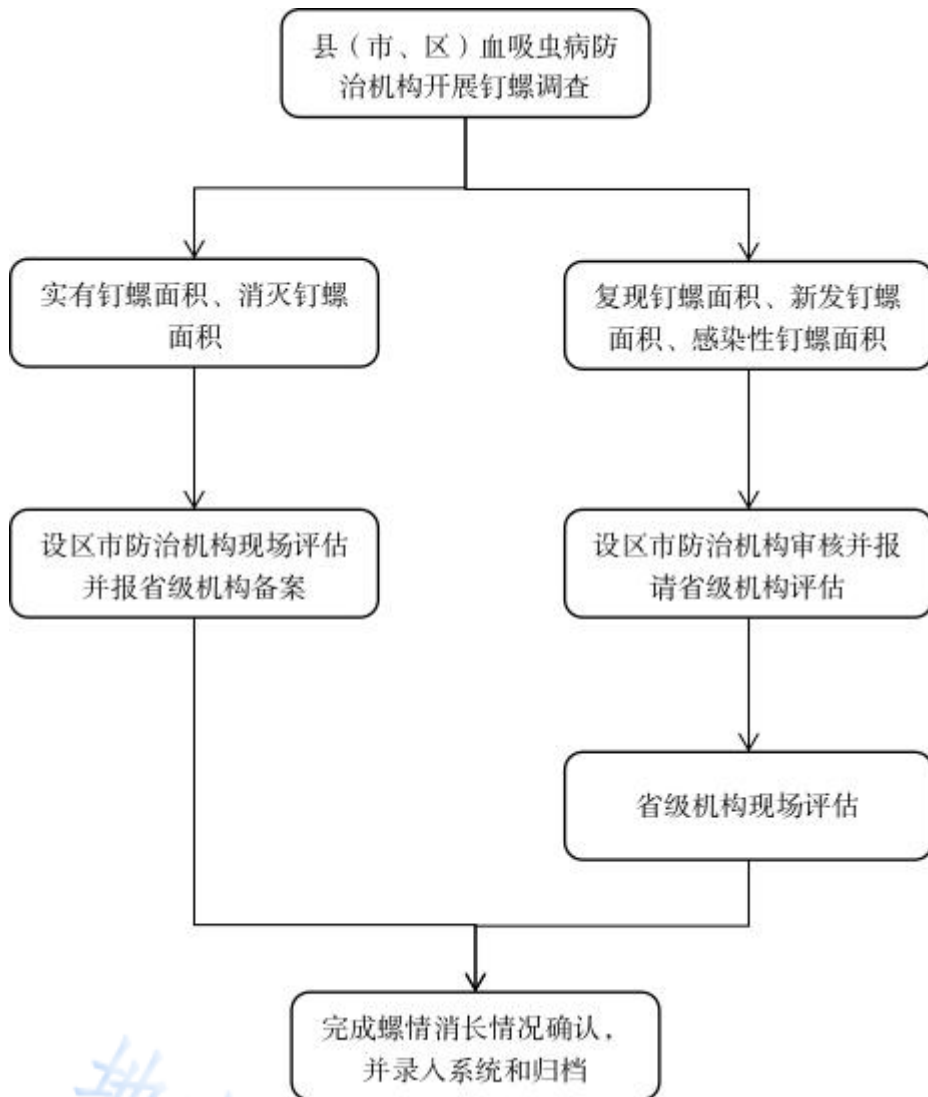 县（市、区）血吸虫病防
治机构开展钉螺调查
实有钉螺面积、消灭钉螺
面积
复现钉螺面积、新发钉螺
面积、感染性钉螺面积
设区市防治机构现场评估
并报省级机构备案
设区市防治机构审核并报
请省级机构评估
省级机构现场评估
完成螺情消长情况确认，
并录入系统和归档